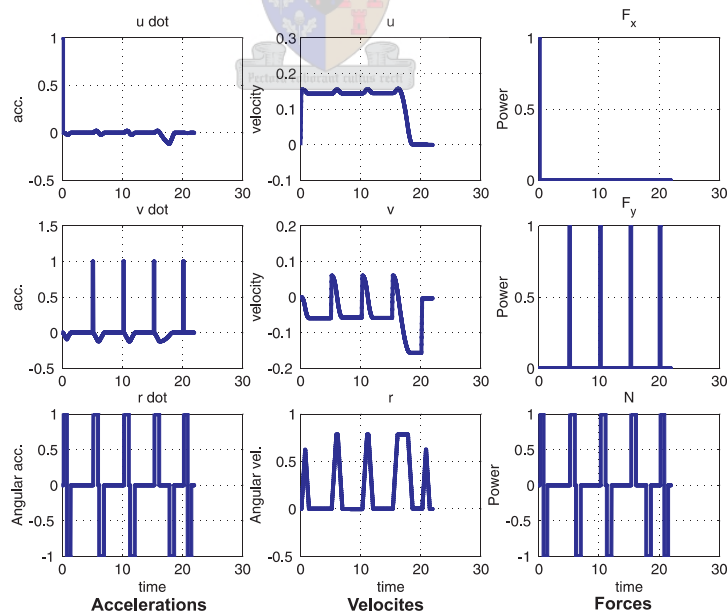 u dot
u
F_x
1
0.5
0
-0.5
acc.
0 10 20 30
0.3
0.2
0.1
0
-0.1
velocity
0 10 20 30
1
0.5
0
Power
0 10 20 30
v dot
v
F_y
1.5
1
0.5
0
-0.5
acc.
0 10 20 30
0.2
0.1
0
-0.1
-0.2
velocity
0 10 20 30
1
0.5
0
Power
0 10 20 30
r dot
r
N
1
0.5
0
-0.5
-1
Angular acc.
0 10 20 30
time
1
0.5
0
-0.5
Angular vel.
0 10 20 30
time
1
0.5
0
-0.5
-1
Power
0 10 20 30
time
Accelerations
Velocites
Forces